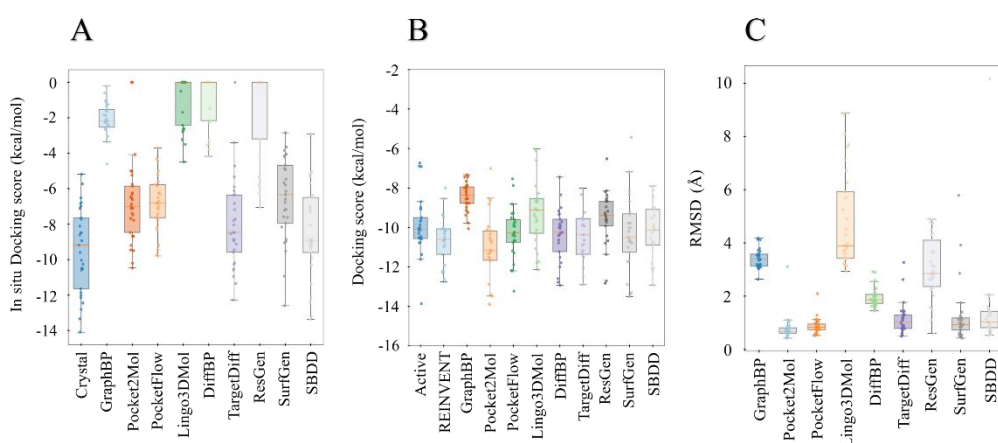 A
In situ Docking score (kcal/mol)
0
-2
-4
-6
-8
-10
-12
-14
Crystal
GraphBP
Pocket2Mol
PocketFlow
Lingo3DMol
DiffBP
TargetDiff
ResGen
SurfGen
SBDD
B
Docking score (kcal/mol)
-2
-4
-6
-8
-10
-12
-14
-16
Active
REINVENT
GraphBP
Pocket2Mol
PocketFlow
Lingo3DMol
DiffBP
TargetDiff
ResGen
SurfGen
SBDD
C
RMSD (Å)
10
8
6
4
2
0
GraphBP
Pocket2Mol
PocketFlow
Lingo3DMol
DiffBP
TargetDiff
ResGen
SurfGen
SBDD